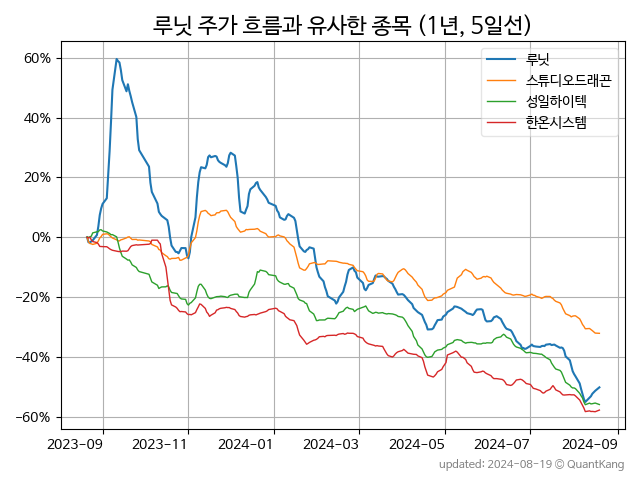 루닛 주가 흐름과 유사한 종목 (1년, 5일선)
루닛
스튜디오드래곤
성일하이텍
한온시스템
60%
40%
20%
0%
−20%
−40%
−60%
2023-09 2023-11 2024-01 2024-03 2024-05 2024-07 2024-09
updated: 2024-08-19 © QuantKang